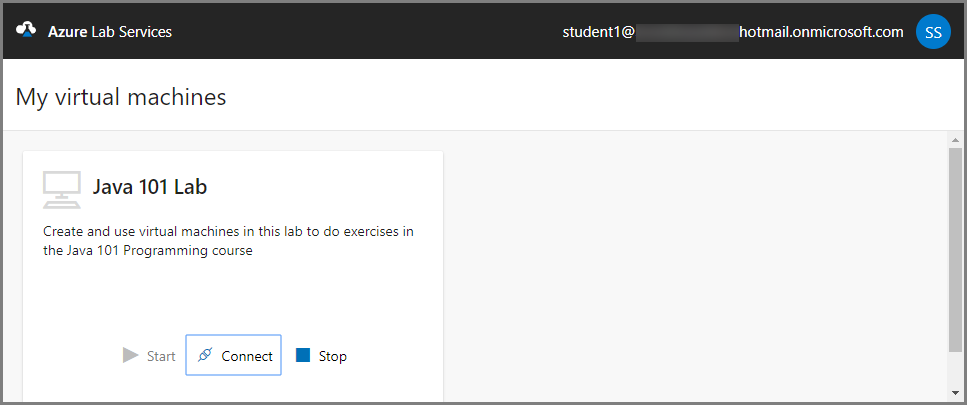 Azure Lab Services
student1@ hotmail.onmicrosoft.com
SS
My virtual machines
Java 101 Lab
Create and use virtual machines in this lab to do exercises in
the Java 101 Programming course
Start Connect Stop